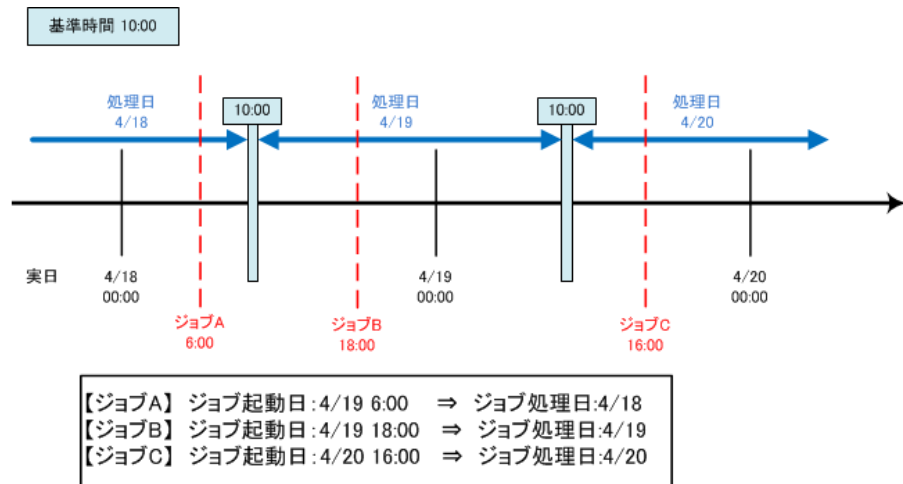 基準時間 10:00
処理日
4/18
10:00
処理日
4/19
10:00
処理日
4/20
実日
4/18
00:00
4/19
00:00
4/20
00:00
ジョブA
6:00
ジョブB
18:00
ジョブC
16:00
【ジョブA】 ジョブ起動日:4/19 6:00 ⇒ ジョブ処理日:4/18
【ジョブB】 ジョブ起動日:4/19 18:00 ⇒ ジョブ処理日:4/19
【ジョブC】 ジョブ起動日:4/20 16:00 ⇒ ジョブ処理日:4/20